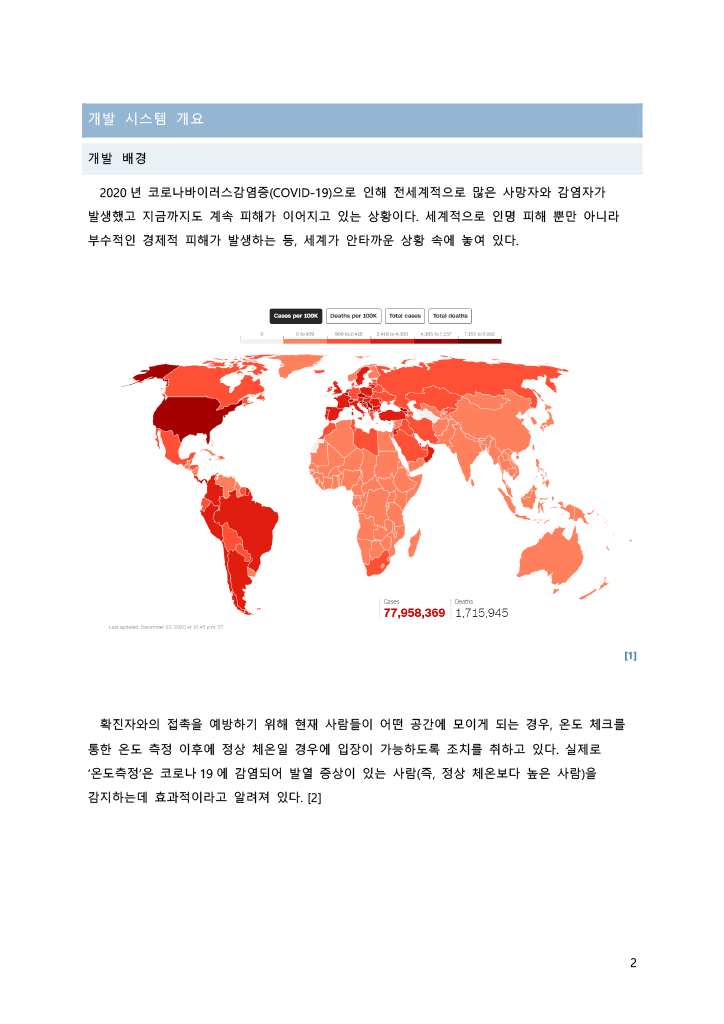 개발 시스템 개요
개발 배경
2020 년 코로나바이러스감염증(COVID-19)으로 인해 전세계적으로 많은 사망자와 감염자가
발생했고 지금까지도 계속 피해가 이어지고 있는 상황이다. 세계적으로 인명 피해 뿐만 아니라
부수적인 경제적 피해가 발생하는 등, 세계가 안타까운 상황 속에 놓여 있다.
Cases per 100K Deaths per 100K Total cases Total deaths
0 0 to 909 909 to 2,418 2,418 to 4,305 4,305 to 7,157
Cases Deaths
77,958,369 1,715,945
Last updated: December 22, 2020 at 11:45 p.m. ET
[1]
확진자와의 접촉을 예방하기 위해 현재 사람들이 어떤 공간에 모이게 되는 경우, 온도 체크를
통한 온도 측정 이후에 정상 체온일 경우에 입장이 가능하도록 조치를 취하고 있다. 실제로
‘온도측정’은 코로나 19 에 감염되어 발열 증상이 있는 사람(즉, 정상 체온보다 높은 사람)을
감지하는데 효과적이라고 알려져 있다. [2]
2